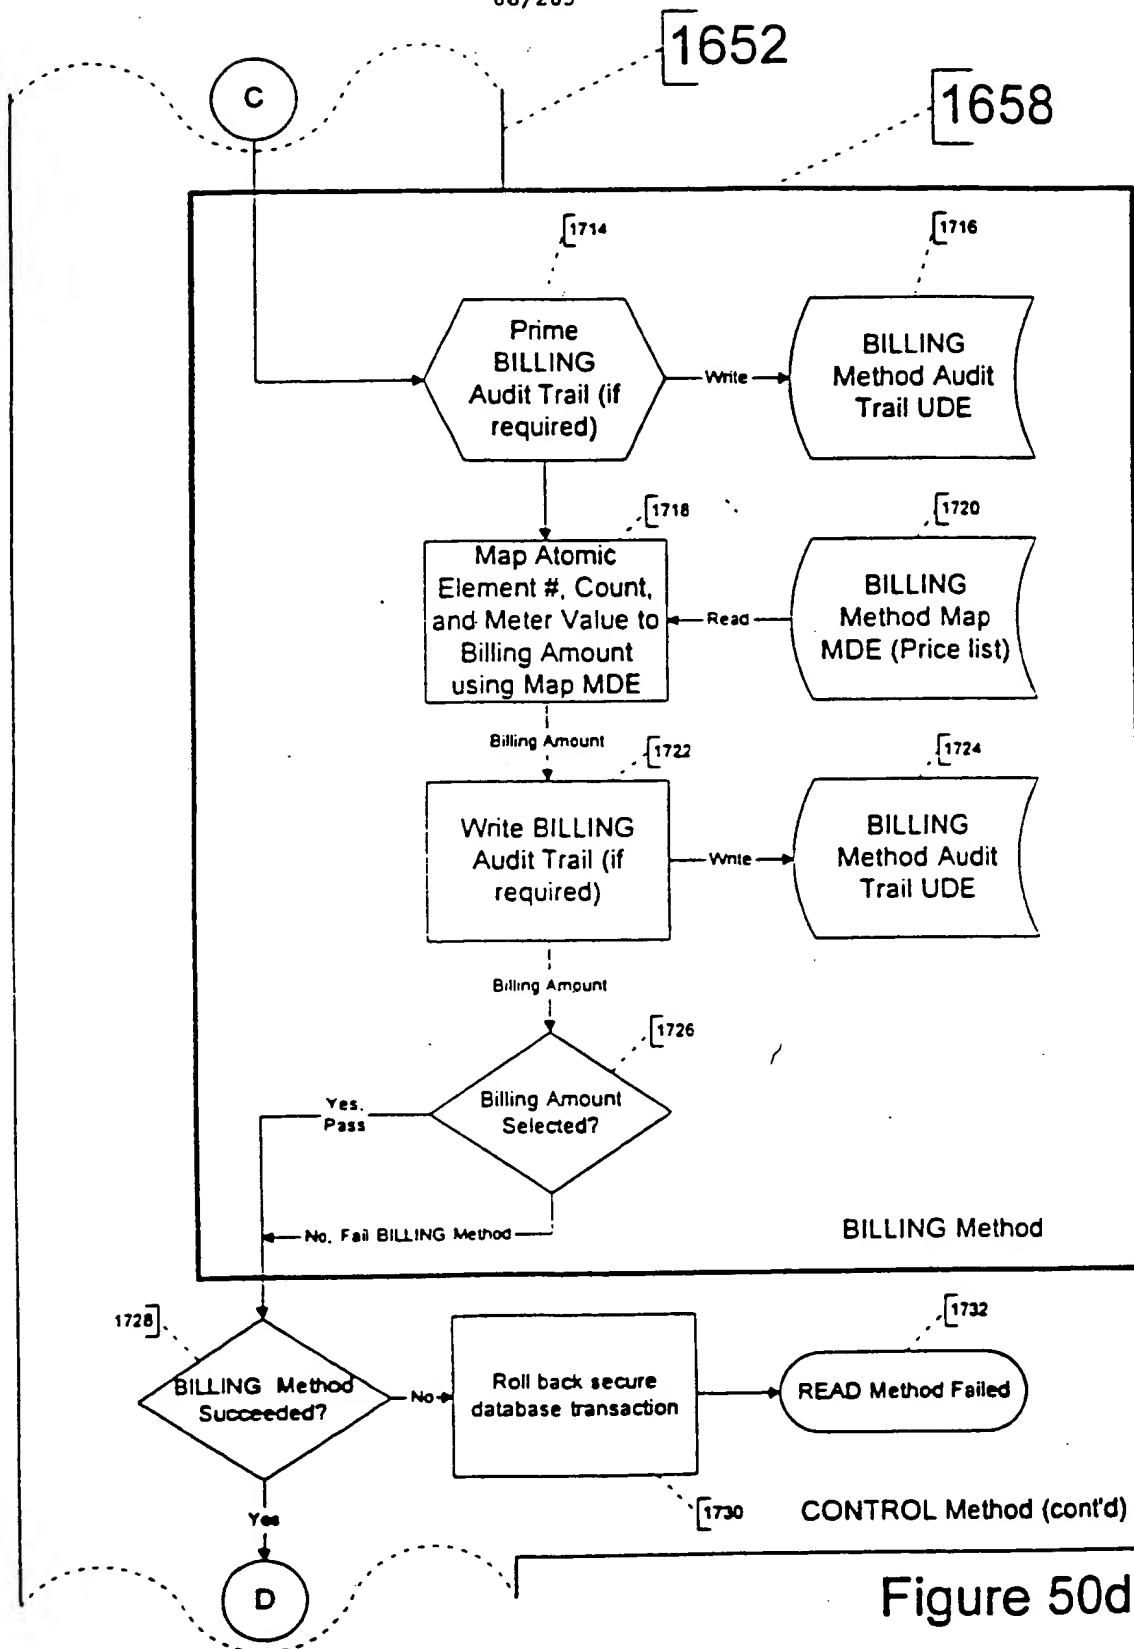 1652
C
1658
1714
1716
Prime
BILLING
Audit Trail (if
required)
Write
BILLING
Method Audit
Trail UDE
1718
1720
Map Atomic
Element #, Count,
and Meter Value to
Billing Amount
using Map MDE
Read
BILLING
Method Map
MDE (Price list)
Billing Amount
1722
1724
Write BILLING
Audit Trail (if
required)
Write
BILLING
Method Audit
Trail UDE
Billing Amount
1726
Billing Amount
Selected?
Yes,
Pass
No, Fail BILLING Method
BILLING Method
1728
1732
BILLING Method
Succeeded?
No
Roll back secure
database transaction
READ Method Failed
1730
CONTROL Method (cont'd)
Yes
D
Figure 50d